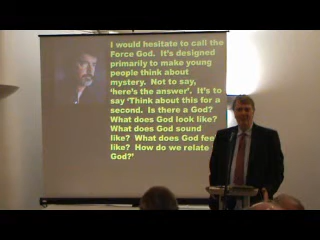 I would hesitate to call the
Force God.  It's designed
primarily to make young
people think about
mystery.  Not to say,
'here's the answer'.  It's to
say 'Think about this for a
second.  Is there a God?
What does God look like?
What does God sound
like?  What does God feel
like?  How do we relate
God?'